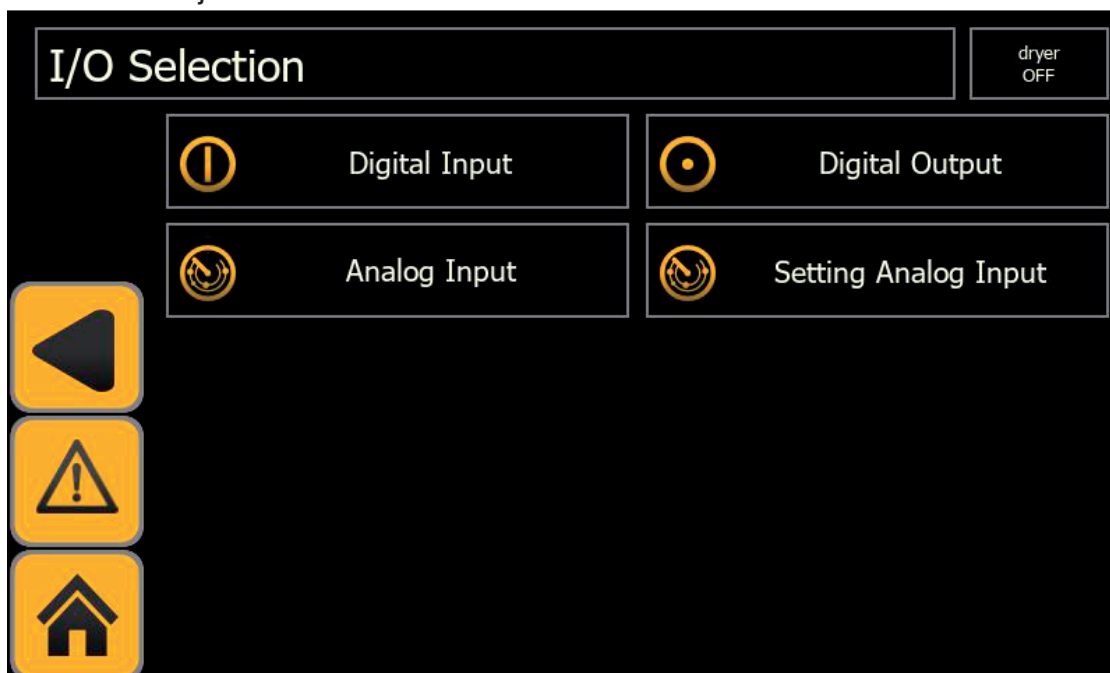 I/O Selection
dryer
OFF
Digital Input
Digital Output
Analog Input
Setting Analog Input